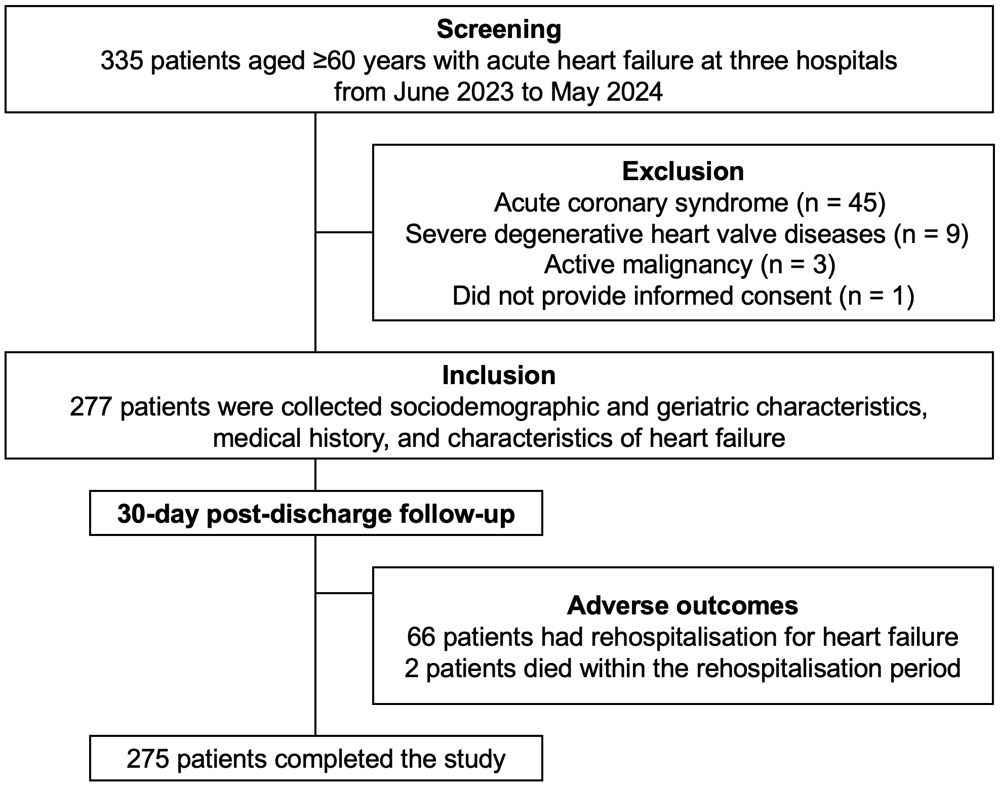 Screening
335 patients aged ≥60 years with acute heart failure at three hospitals
from June 2023 to May 2024
Exclusion
Acute coronary syndrome (n = 45)
Severe degenerative heart valve diseases (n = 9)
Active malignancy (n = 3)
Did not provide informed consent (n = 1)
Inclusion
277 patients were collected sociodemographic and geriatric characteristics,
medical history, and characteristics of heart failure
30-day post-discharge follow-up
Adverse outcomes
66 patients had rehospitalisation for heart failure
2 patients died within the rehospitalisation period
275 patients completed the study